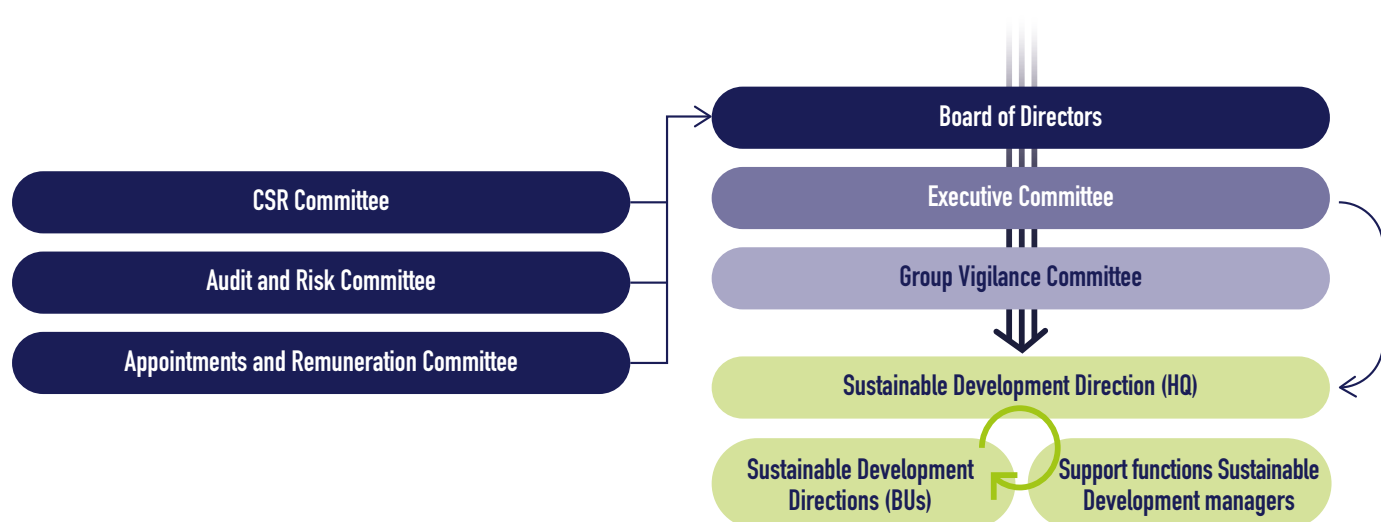 Board of Directors
CSR Committee
Executive Committee
Audit and Risk Committee
Group Vigilance Committee
Appointments and Remuneration Committee
Sustainable Development Direction (HQ)
Sustainable Development
Directions (BUs)
Support functions Sustainable
Development managers